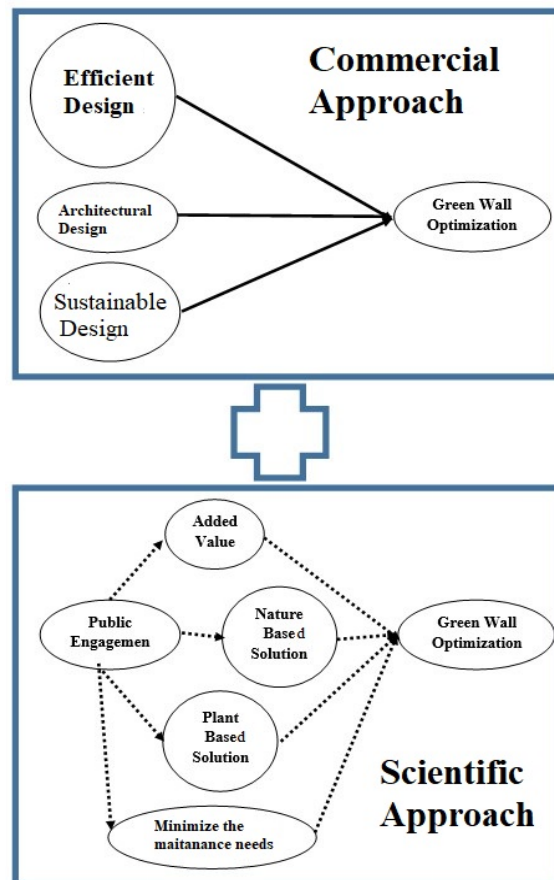 Commercial
Approach
Efficient
Design
Architectural
Design
Sustainable
Design
Green Wall
Optimization
Added
Value
Public
Engagemen
Nature
Based
Solution
Green Wall
Optimization
Plant
Based
Solution
Minimize the
maitanance needs
Scientific
Approach